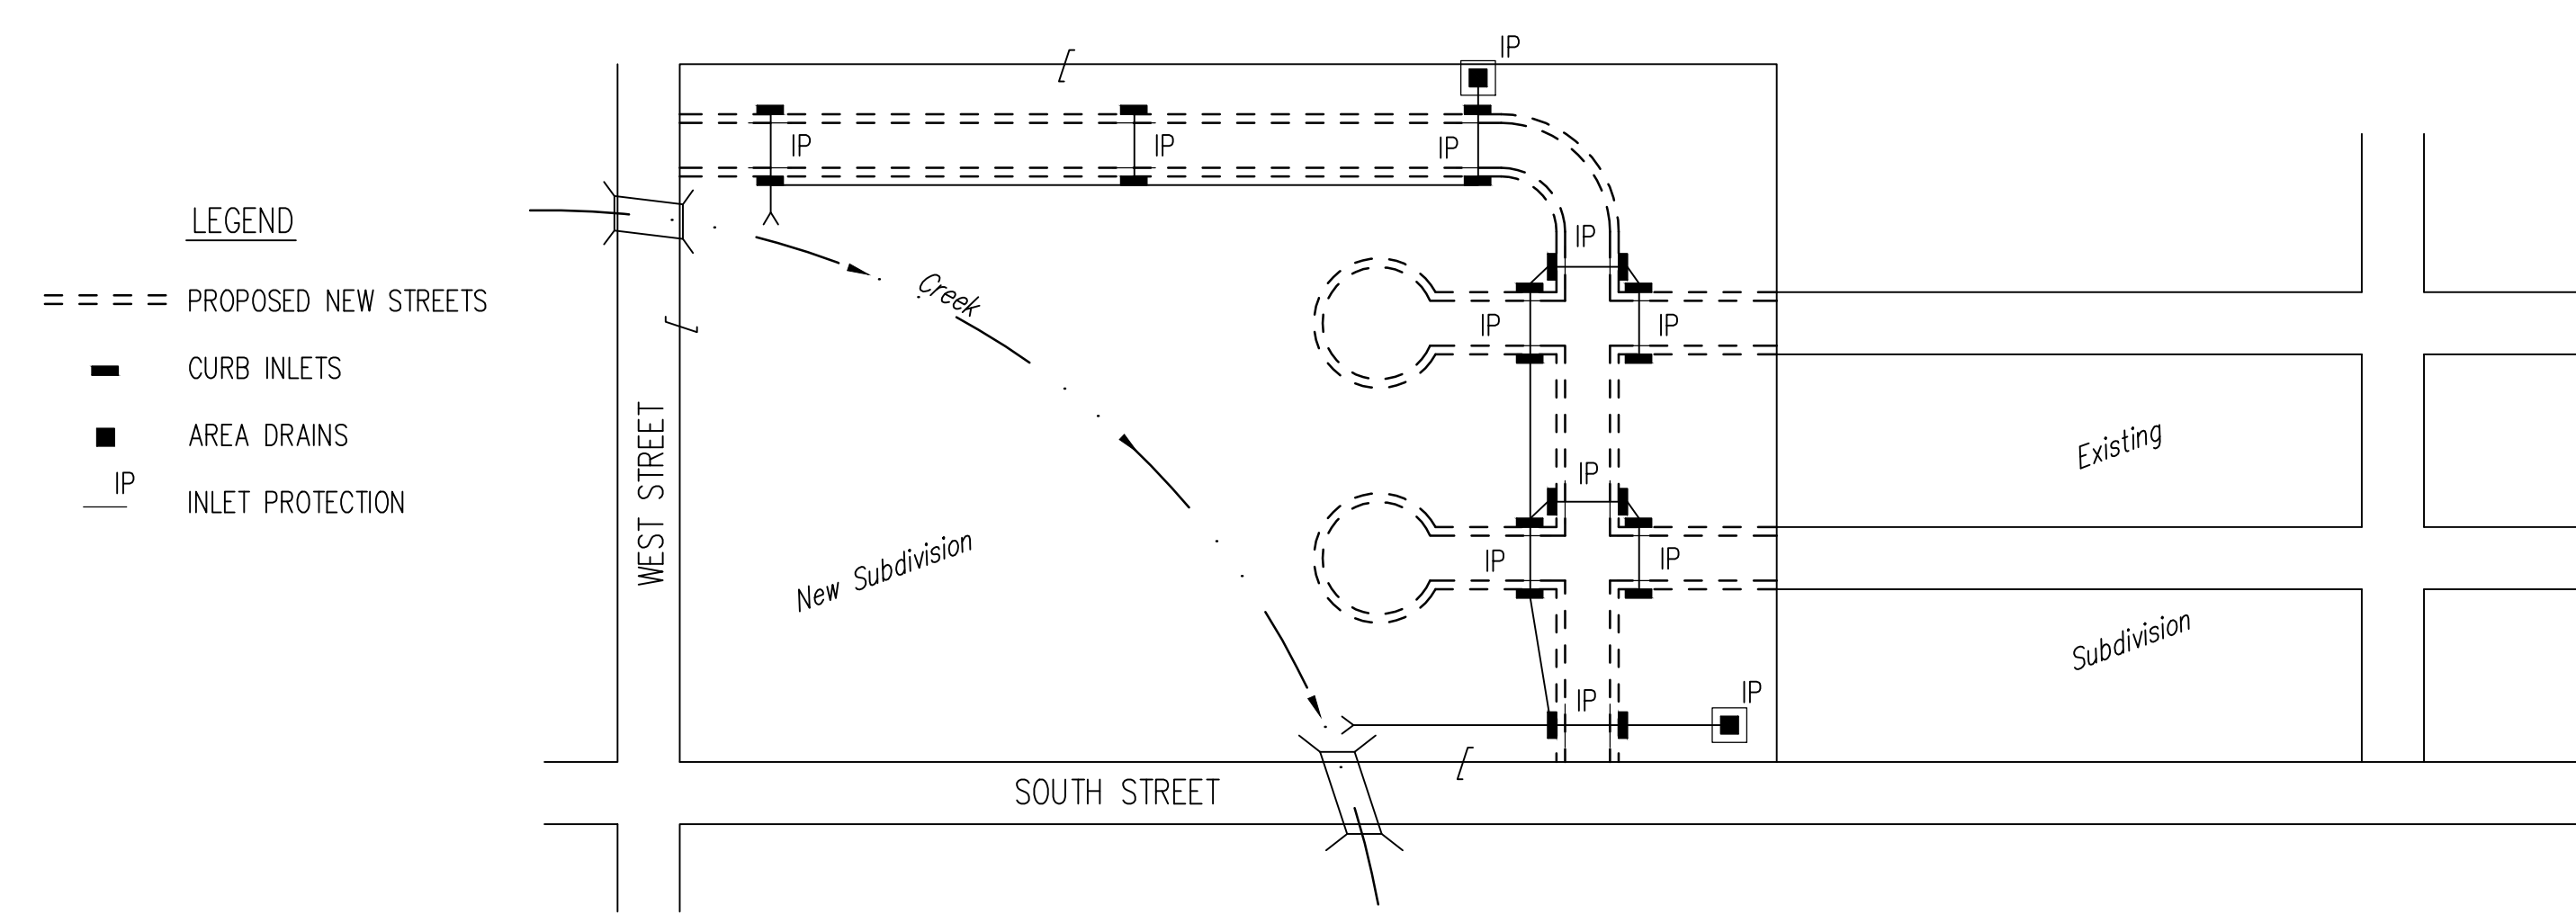 LEGEND
PROPOSED NEW STREETS
CURB INLETS
AREA DRAINS
IP
INLET PROTECTION
WEST STREET
IP
IP
IP
IP
IP
Creek
IP
IP
Existing
IP
New Subdivision
IP
IP
Subdivision
IP
IP
SOUTH STREET